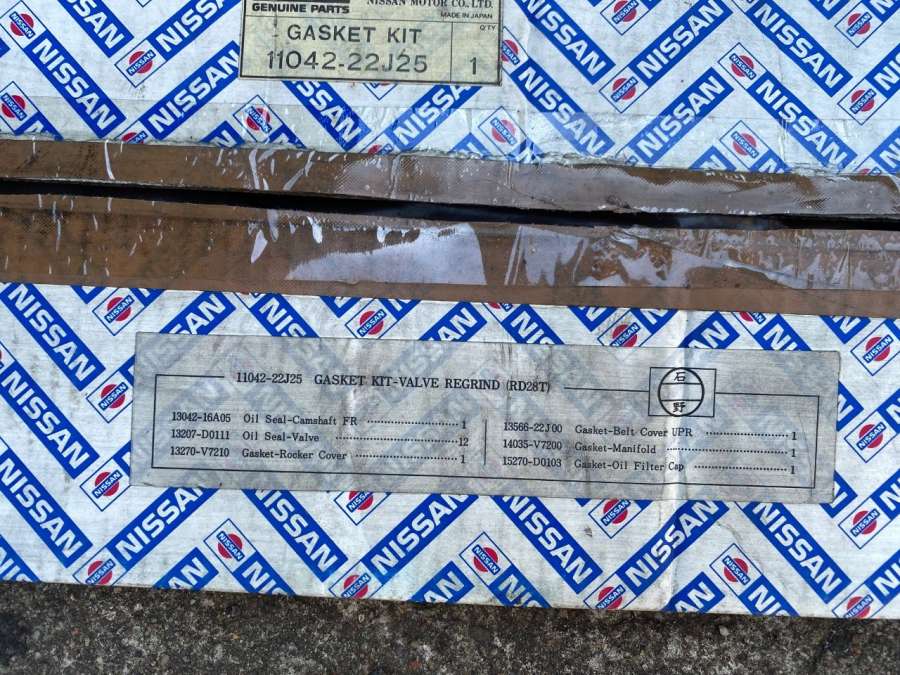 GENUINE PARTS
NISSAN MOTOR CO., LTD.
MADE IN JAPAN
GASKET KIT
Q'TY
11042-22J25
1
11042-22J25 GASKET KIT-VALVE REGRIND (RD28T)
石野
13042-16A05 Oil Seal-Camshaft FR 1
13207-D0111 Oil Seal-Valve 12
13270-V7210 Gasket-Rocker Cover 1
13566-22J00 Gasket-Belt Cover UPR 1
14035-V7200 Gasket-Manifold 1
15270-D0103 Gasket-Oil Filter Cap 1
NISSAN